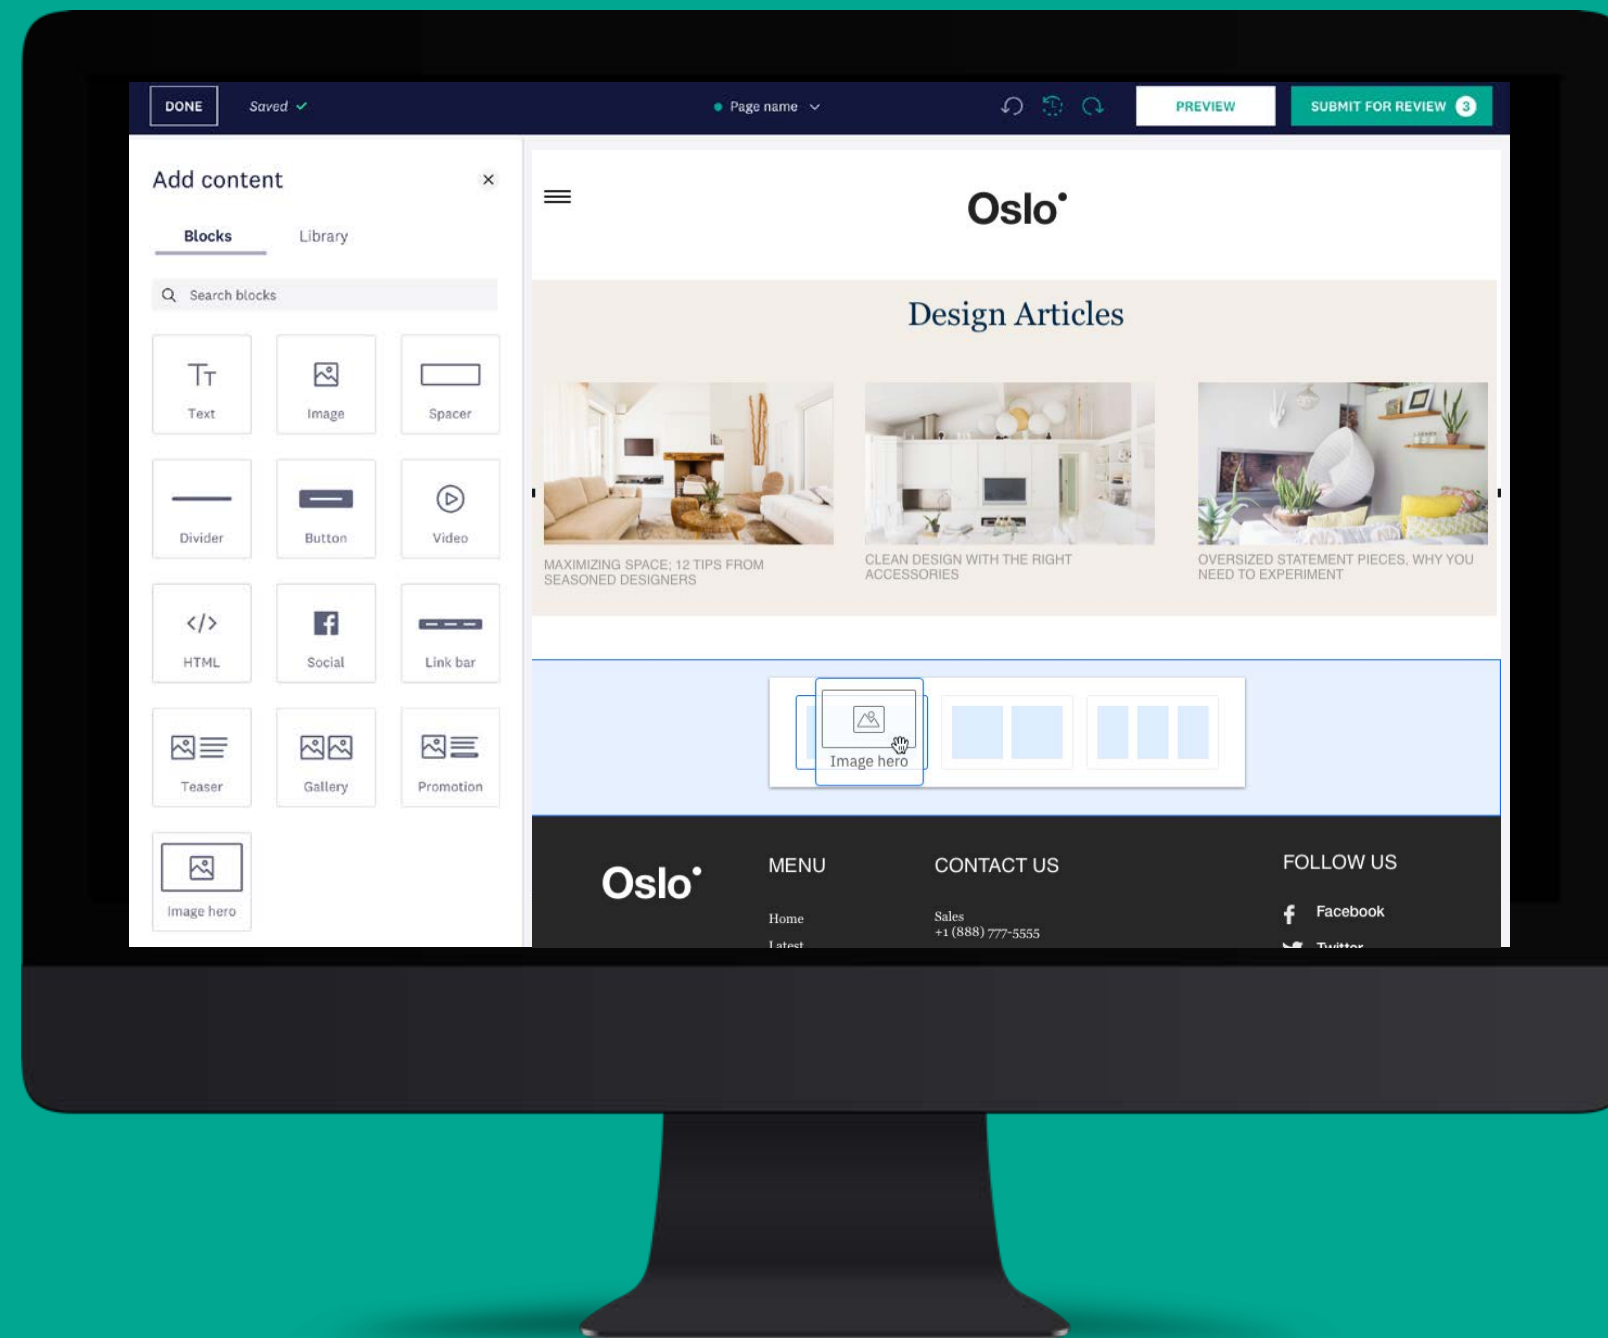 DONE
Saved
Page name
PREVIEW
SUBMIT FOR REVIEW 3
Add content
Blocks
Library
Search blocks
Text
Image
Spacer
Divider
Button
Video
HTML
Social
Link bar
Teaser
Gallery
Promotion
Image hero
Oslo
Design Articles
MAXIMIZING SPACE; 12 TIPS FROM
SEASONED DESIGNERS
CLEAN DESIGN WITH THE RIGHT
ACCESSORIES
OVERSIZED STATEMENT PIECES, WHY YOU
NEED TO EXPERIMENT
Image hero
Oslo
MENU
Home
Latest
CONTACT US
Sales
+1 (888) 777-5555
FOLLOW US
Facebook
Twitter